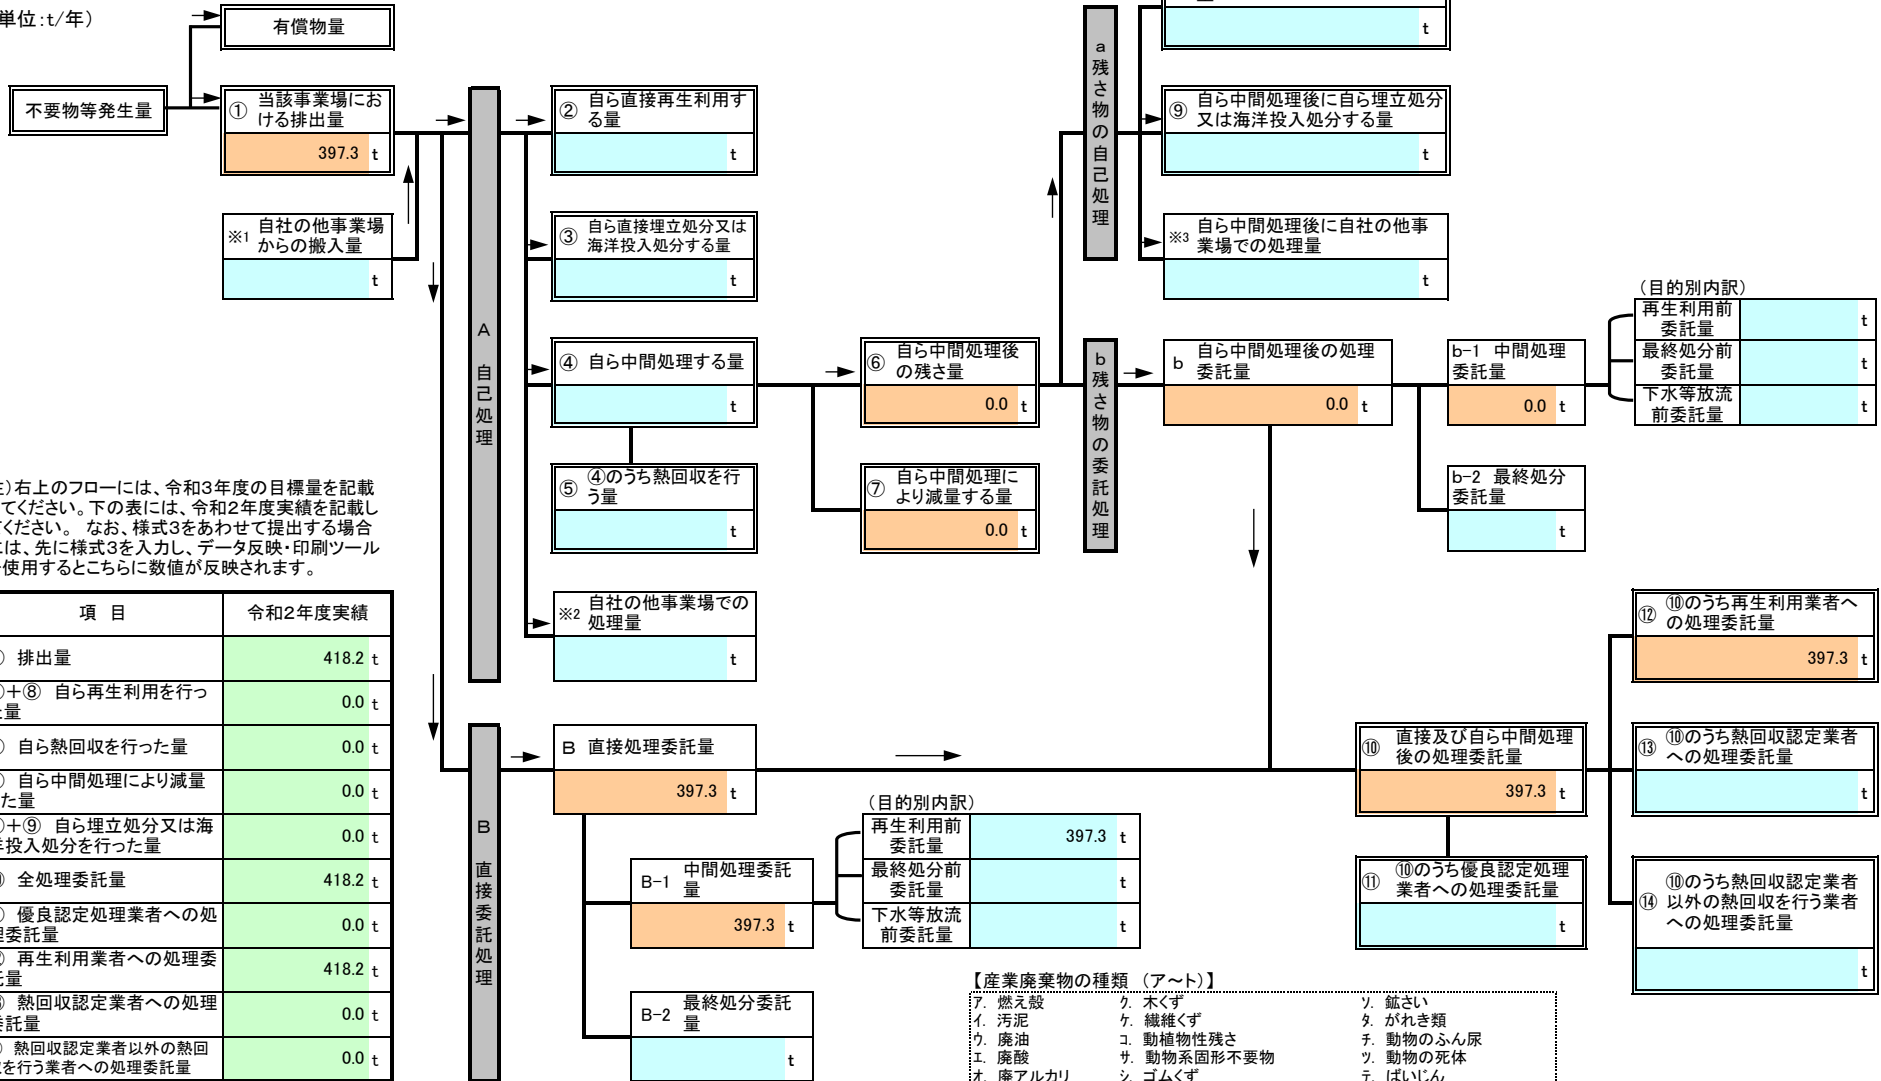 単位:t/年)
有償物量
不要物等発生量
① 当該事業場にお
ける排出量
397.3 t
※1 自社の他事業場
からの搬入量
t
A 自己処理
② 自ら直接再生利用す
る量
t
③ 自ら直接埋立処分又は
海洋投入処分する量
t
④ 自ら中間処理する量
t
⑤ ④のうち熱回収を行
う量
t
※2 自社の他事業場での
処理量
t
⑥ 自ら中間処理後
の残さ量
0.0 t
⑦ 自ら中間処理に
より減量する量
0.0 t
a 残さ物の自己処理
t
⑨ 自ら中間処理後に自ら埋立処分
又は海洋投入処分する量
t
※3 自ら中間処理後に自社の他事
業場での処理量
t
b 残さ物の委託処理
b 自ら中間処理後の処理
委託量
0.0 t
b-1 中間処理
委託量
0.0 t
b-2 最終処分
委託量
t
(目的別内訳)
再生利用前
委託量 t
最終処分前
委託量 t
下水等放流
前委託量 t
)右上のフローには、令和3年度の目標量を記載
てください。下の表には、令和2年度実績を記載し
ください。 なお、様式3をあわせて提出する場合
は、先に様式3を入力し、データ反映・印刷ツール
使用するとこちらに数値が反映されます。
項 目 令和2年度実績
) 排出量 418.2 t
)+⑧ 自ら再生利用を行っ
量 0.0 t
) 自ら熱回収を行った量 0.0 t
) 自ら中間処理により減量
た量 0.0 t
)+⑨ 自ら埋立処分又は海
投入処分を行った量 0.0 t
) 全処理委託量 418.2 t
) 優良認定処理業者への処
理委託量 0.0 t
) 再生利用業者への処理委
量 418.2 t
) 熱回収認定業者への処理
委託量 0.0 t
) 熱回収認定業者以外の熱回
を行う業者への処理委託量 0.0 t
B 直接委託処理
B 直接処理委託量
397.3 t
B-1 中間処理委託
量
397.3 t
B-2 最終処分委託
量
t
(目的別内訳)
再生利用前
委託量 397.3 t
最終処分前
委託量 t
下水等放流
前委託量 t
⑩ 直接及び自ら中間処理
後の処理委託量
397.3 t
⑪ ⑩のうち優良認定処理
業者への処理委託量
t
⑫ ⑩のうち再生利用業者へ
の処理委託量
397.3 t
⑬ ⑩のうち熱回収認定業者
への処理委託量
t
⑭ ⑩のうち熱回収認定業者
以外の熱回収を行う業者
への処理委託量
t
【産業廃棄物の種類 (ア~ト)】
ア. 燃え殻 ク. 木くず ソ. 鉱さい
イ. 汚泥 ケ. 繊維くず タ. がれき類
ウ. 廃油 コ. 動植物性残さ チ. 動物のふん尿
エ. 廃酸 サ. 動物系固形不要物 ツ. 動物の死体
オ. 廃アルカリ シ. ゴムくず テ. ばいじん